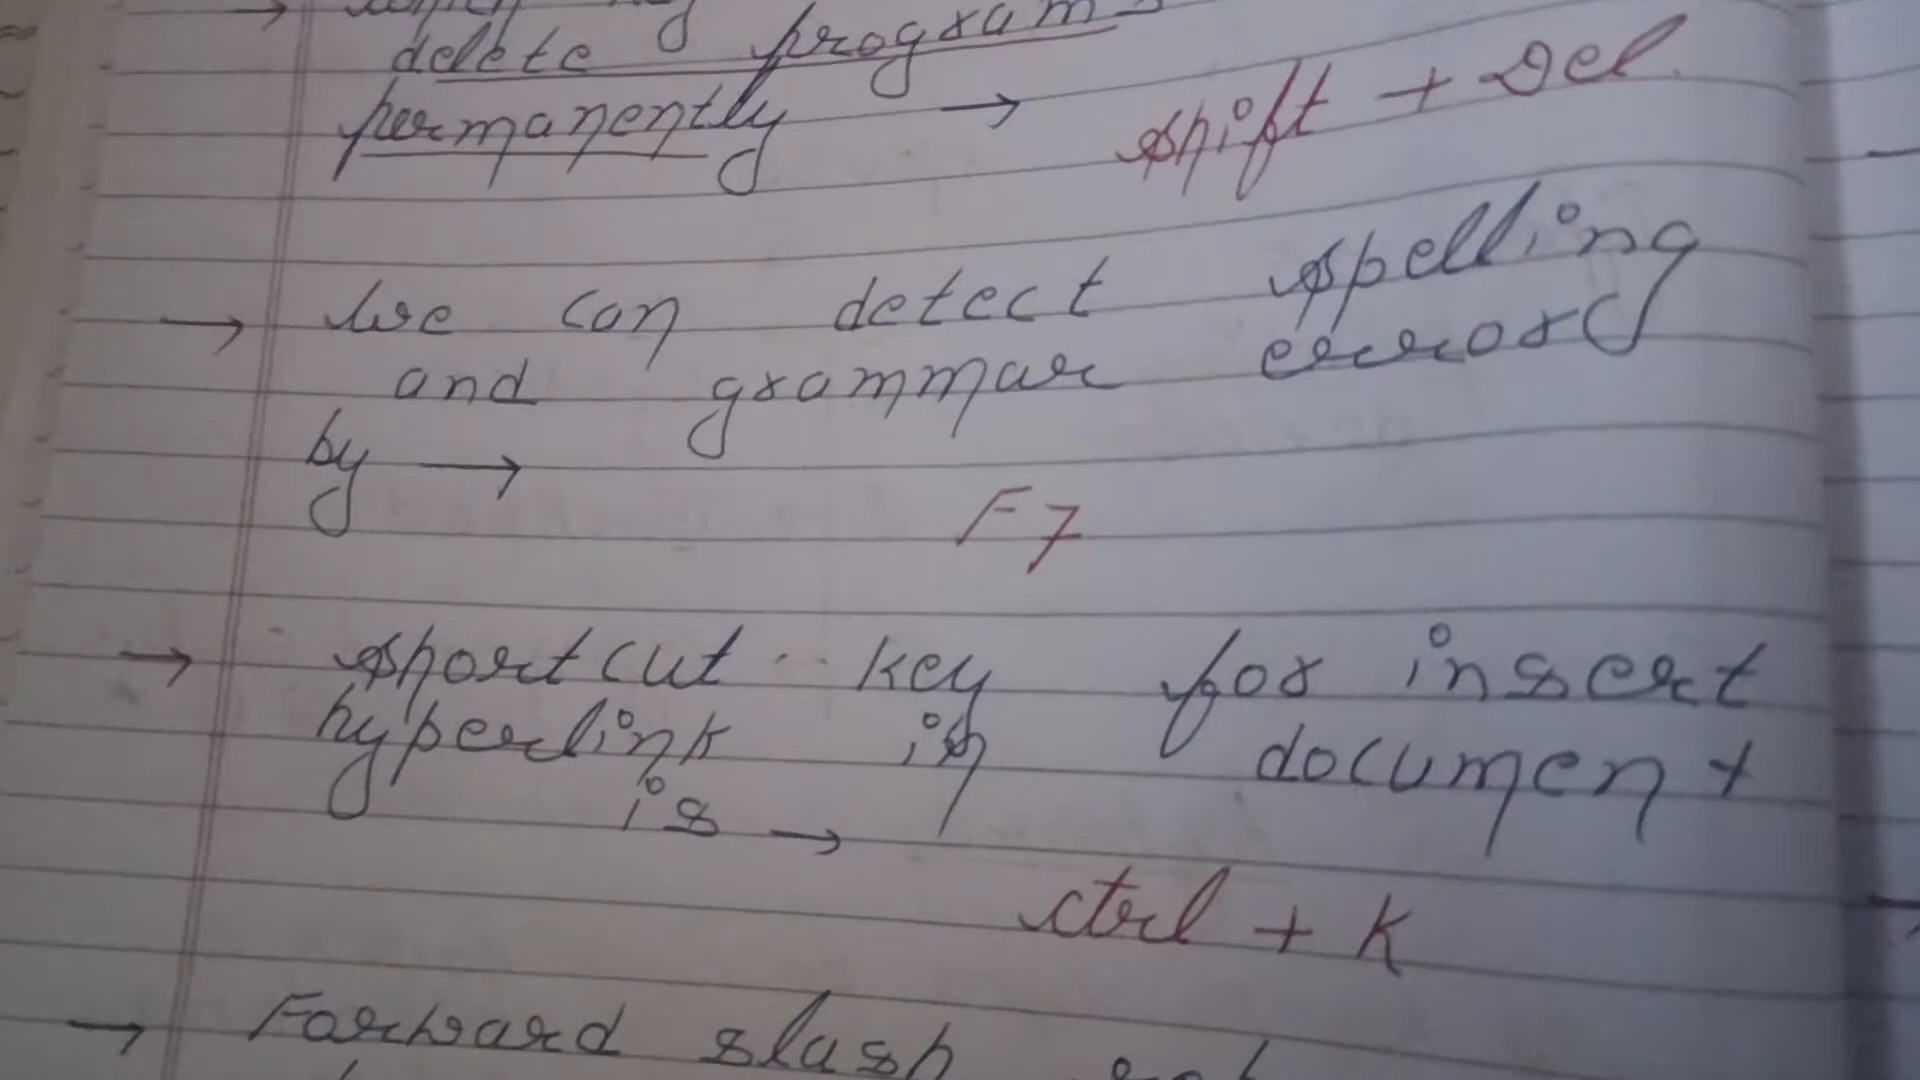 delete programs
permanently → Shift + Del
→ We can detect spelling
and grammar errors
by →
F7
→ Shortcut key for insert
hyperlink in document
is →
ctrl + K
→ Forward slash